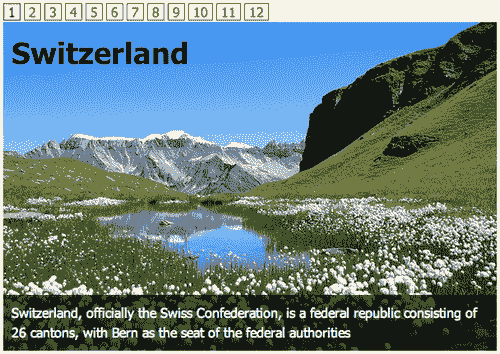 1 2 3 4 5 6 7 8 9 10 11 12
Switzerland
Switzerland, officially the Swiss Confederation, is a federal republic consisting of
26 cantons, with Bern as the seat of the federal authorities